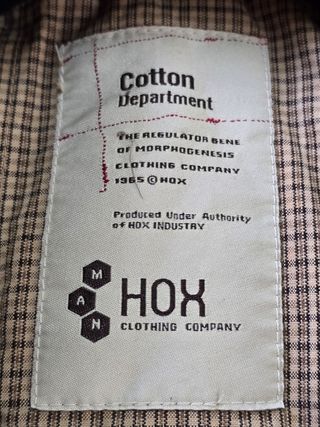 Cotton
Department
THE REGULATOR GENE
OF MORPHOGENESIS
CLOTHING COMPANY
1965 © HOX
Produced Under Authority
of HOX INDUSTRY
M
A
N
HOX
CLOTHING COMPANY